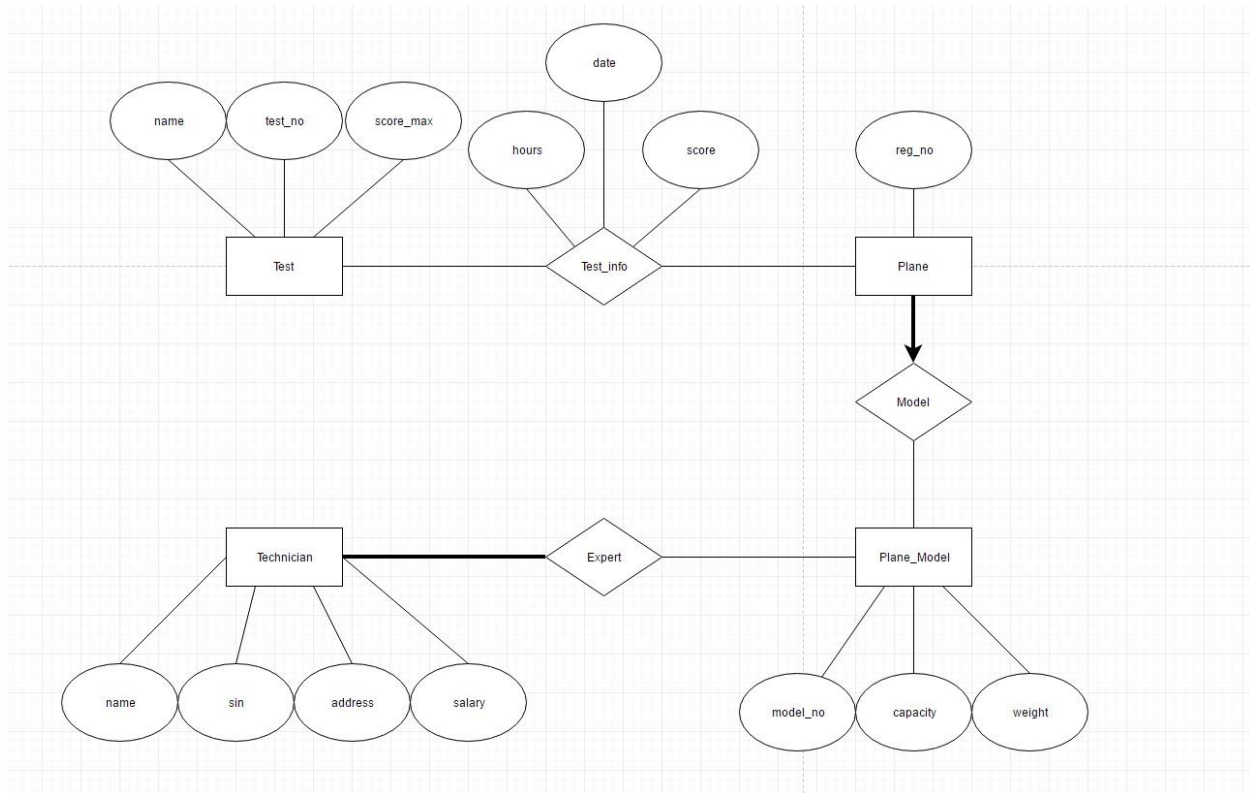 date
name
test_no
score_max
hours
score
reg_no
Test
Test_info
Plane
Model
Technician
Expert
Plane_Model
name
sin
address
salary
model_no
capacity
weight